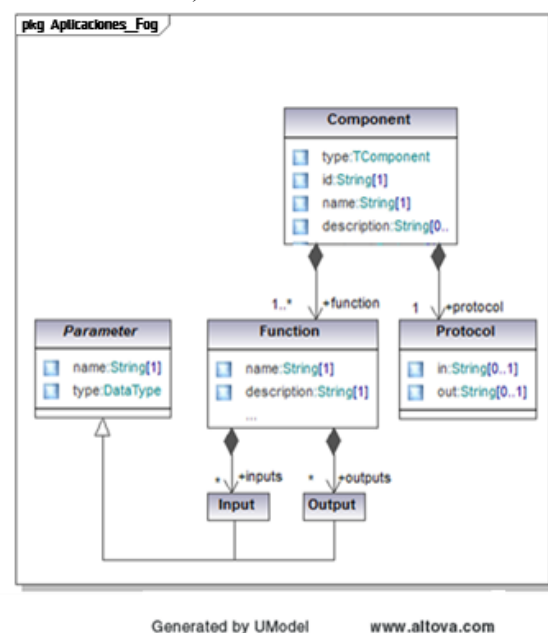 pkg Aplicaciones_Fog
Component
type:TComponent
id:String[1]
name:String[1]
description:String[0..
1..* +function
1 +protocol
Parameter
name:String[1]
type:DataType
Function
name:String[1]
description:String[1]
...
Protocol
in:String[0..1]
out:String[0..1]
* +inputs
* +outputs
Input
Output
Generated by UModel www.altova.com